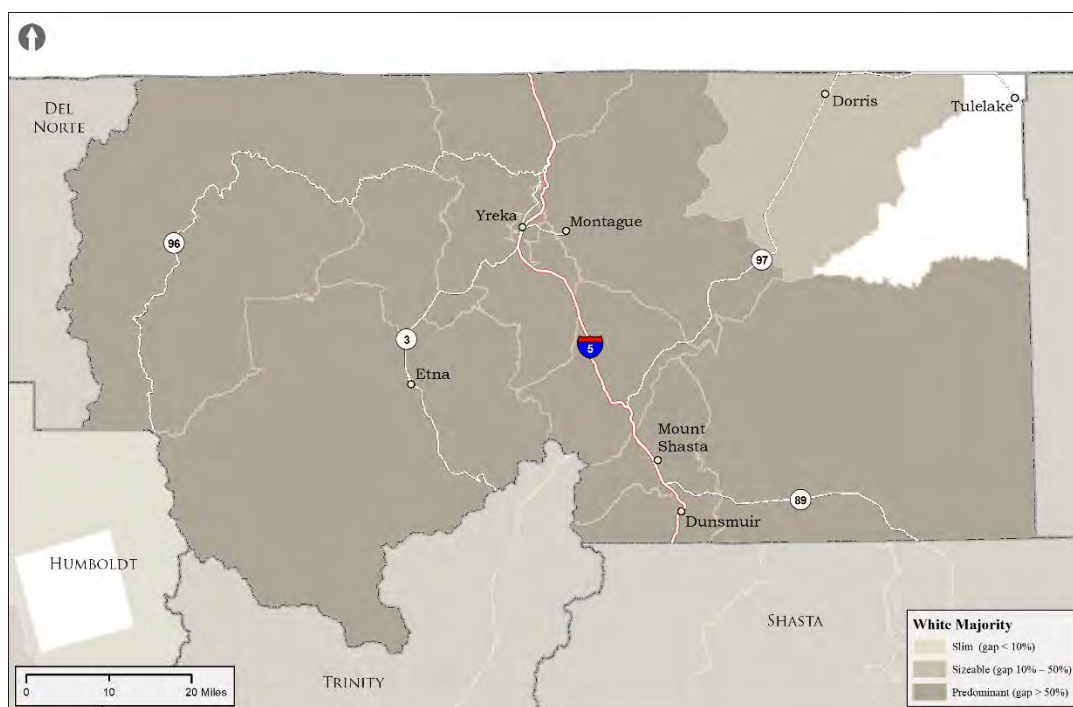 DEL
NORTE
Dorris
Tulelake
Yreka
Montague
96
97
3
5
Etna
Mount
Shasta
89
Dunsmuir
HUMBOLDT
SHASTA
TRINITY
White Majority
Slim (gap < 10%)
Sizeable (gap 10% – 50%)
Predominant (gap > 50%)
0 10 20 Miles